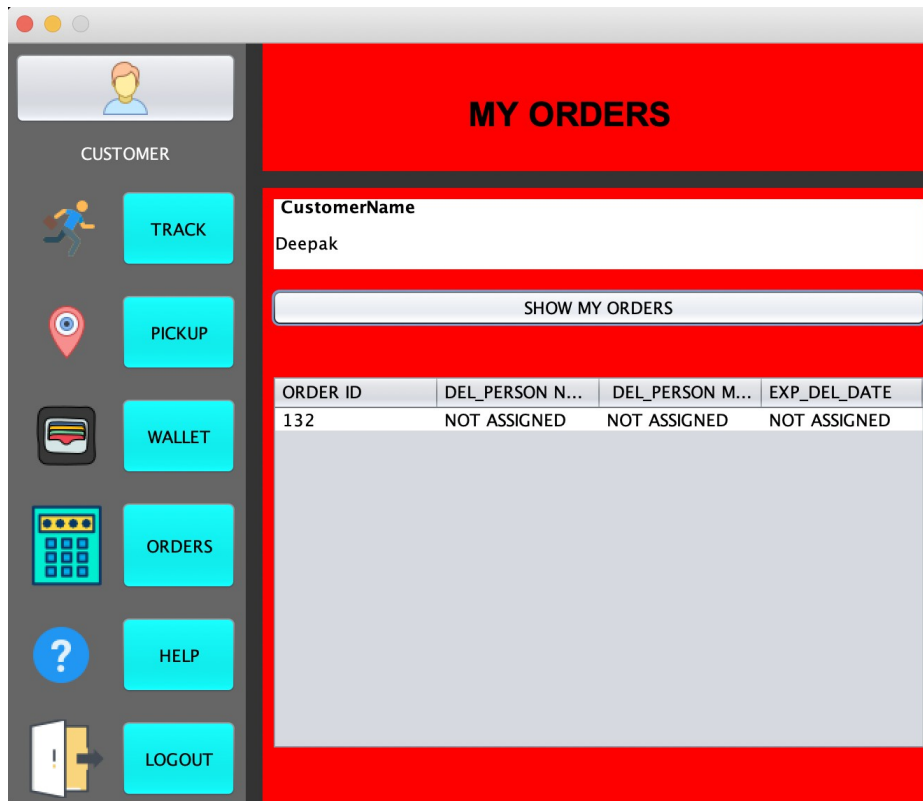 MY ORDERS
CUSTOMER
TRACK
PICKUP
WALLET
ORDERS
HELP
LOGOUT
CustomerName
Deepak
SHOW MY ORDERS
ORDER ID DEL_PERSON N... DEL_PERSON M... EXP_DEL_DATE
132 NOT ASSIGNED NOT ASSIGNED NOT ASSIGNED